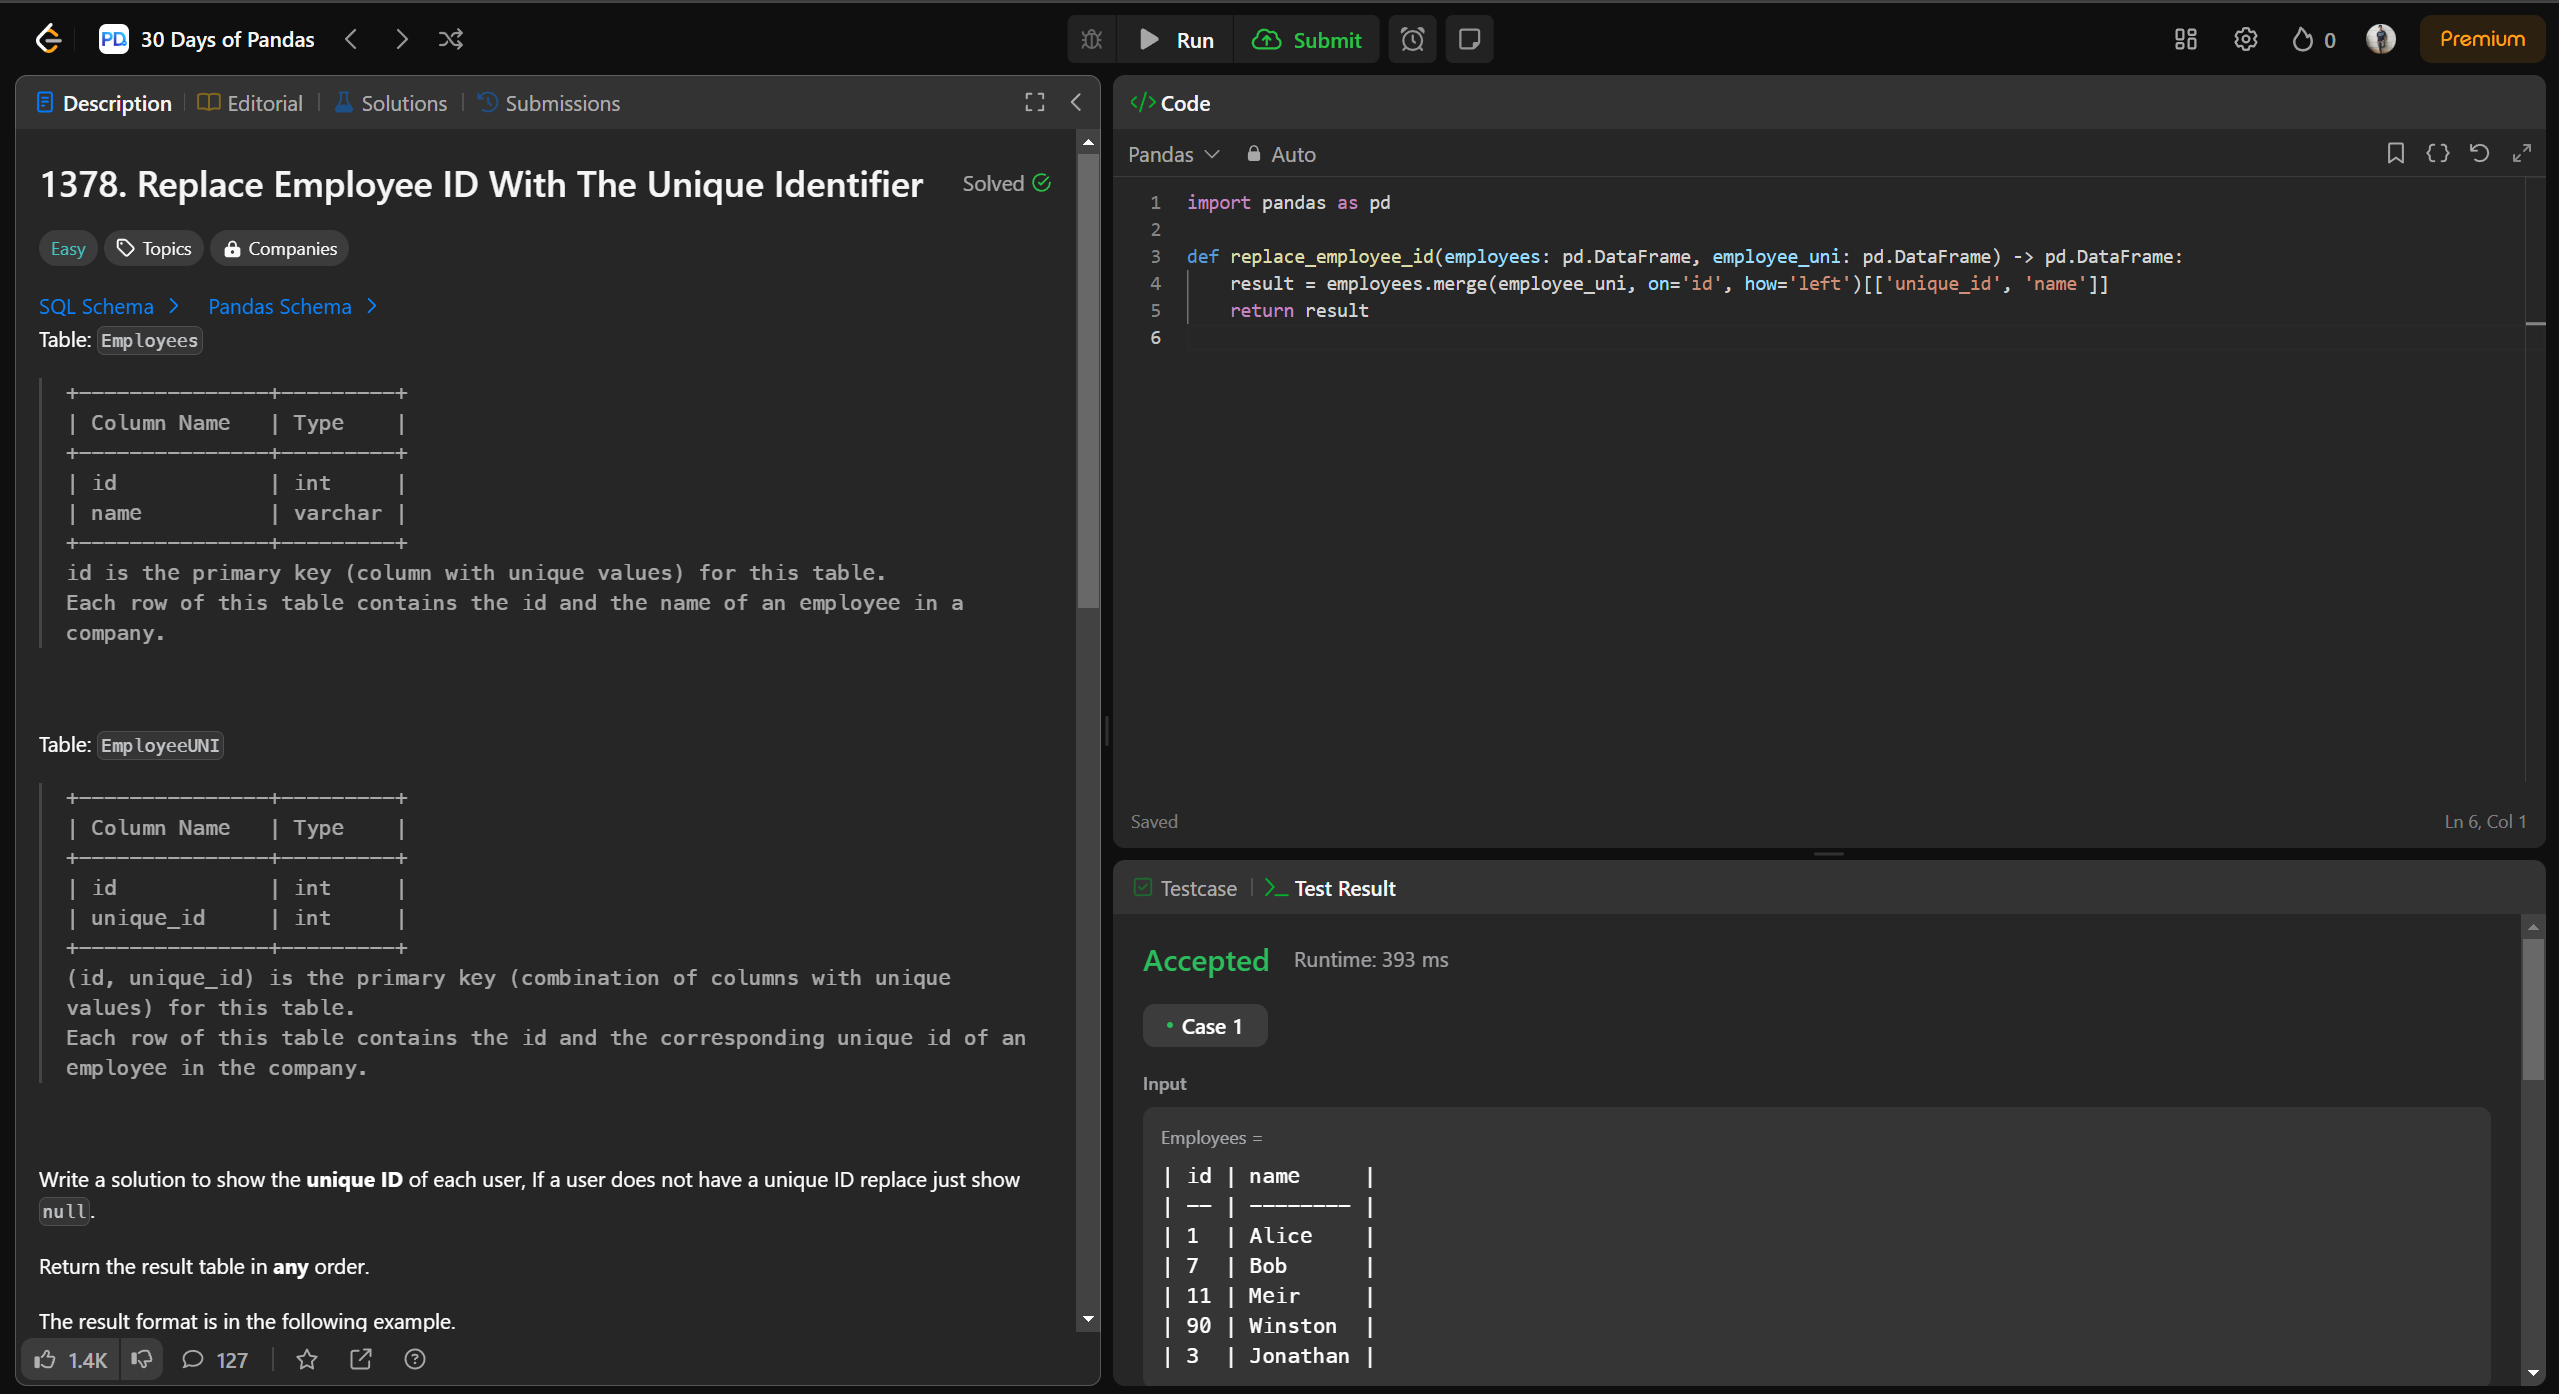 PD 30 Days of Pandas
Run
Submit
0
Premium
Description
Editorial
Solutions
Submissions
1378. Replace Employee ID With The Unique Identifier
Solved
Easy
Topics
Companies
SQL Schema
Pandas Schema
Table: Employees
+---------------+---------+
| Column Name   | Type    |
+---------------+---------+
| id            | int     |
| name          | varchar |
+---------------+---------+
id is the primary key (column with unique values) for this table.
Each row of this table contains the id and the name of an employee in a
company.
Table: EmployeeUNI
+---------------+---------+
| Column Name   | Type    |
+---------------+---------+
| id            | int     |
| unique_id     | int     |
+---------------+---------+
(id, unique_id) is the primary key (combination of columns with unique
values) for this table.
Each row of this table contains the id and the corresponding unique id of an
employee in the company.
Write a solution to show the unique ID of each user, If a user does not have a unique ID replace just show
null.
Return the result table in any order.
The result format is in the following example.
1.4K
127
</> Code
Pandas
Auto
1 import pandas as pd
2
3 def replace_employee_id(employees: pd.DataFrame, employee_uni: pd.DataFrame) -> pd.DataFrame:
4     result = employees.merge(employee_uni, on='id', how='left')[['unique_id', 'name']]
5     return result
6
Saved
Ln 6, Col 1
Testcase
Test Result
Accepted
Runtime: 393 ms
• Case 1
Input
Employees =
| id | name     |
| -- | -------- |
| 1  | Alice    |
| 7  | Bob      |
| 11 | Meir     |
| 90 | Winston  |
| 3  | Jonathan |